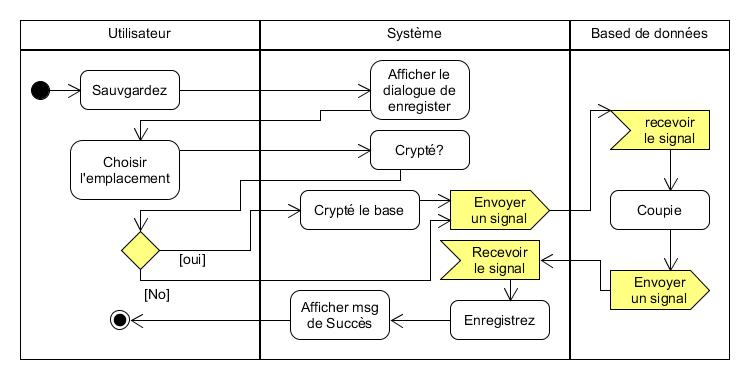 Utilisateur
Système
Based de données
Sauvgardez
Afficher le
dialogue de
enregister
recevoir
le signal
Choisir
l'emplacement
Crypté?
Crypté le base
Envoyer
un signal
Coupie
[oui]
Recevoir
le signal
Envoyer
un signal
[No]
Afficher msg
de Succès
Enregistrez